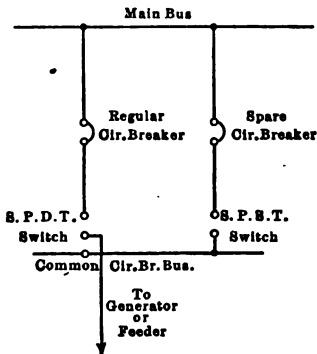 Main Bus
Regular
Cir.Breaker
Spare
Cir.Breaker
S.P.D.T.
Switch
S.P.S.T.
Switch
Common Cir.Br.Bus.
To
Generator
or
Feeder